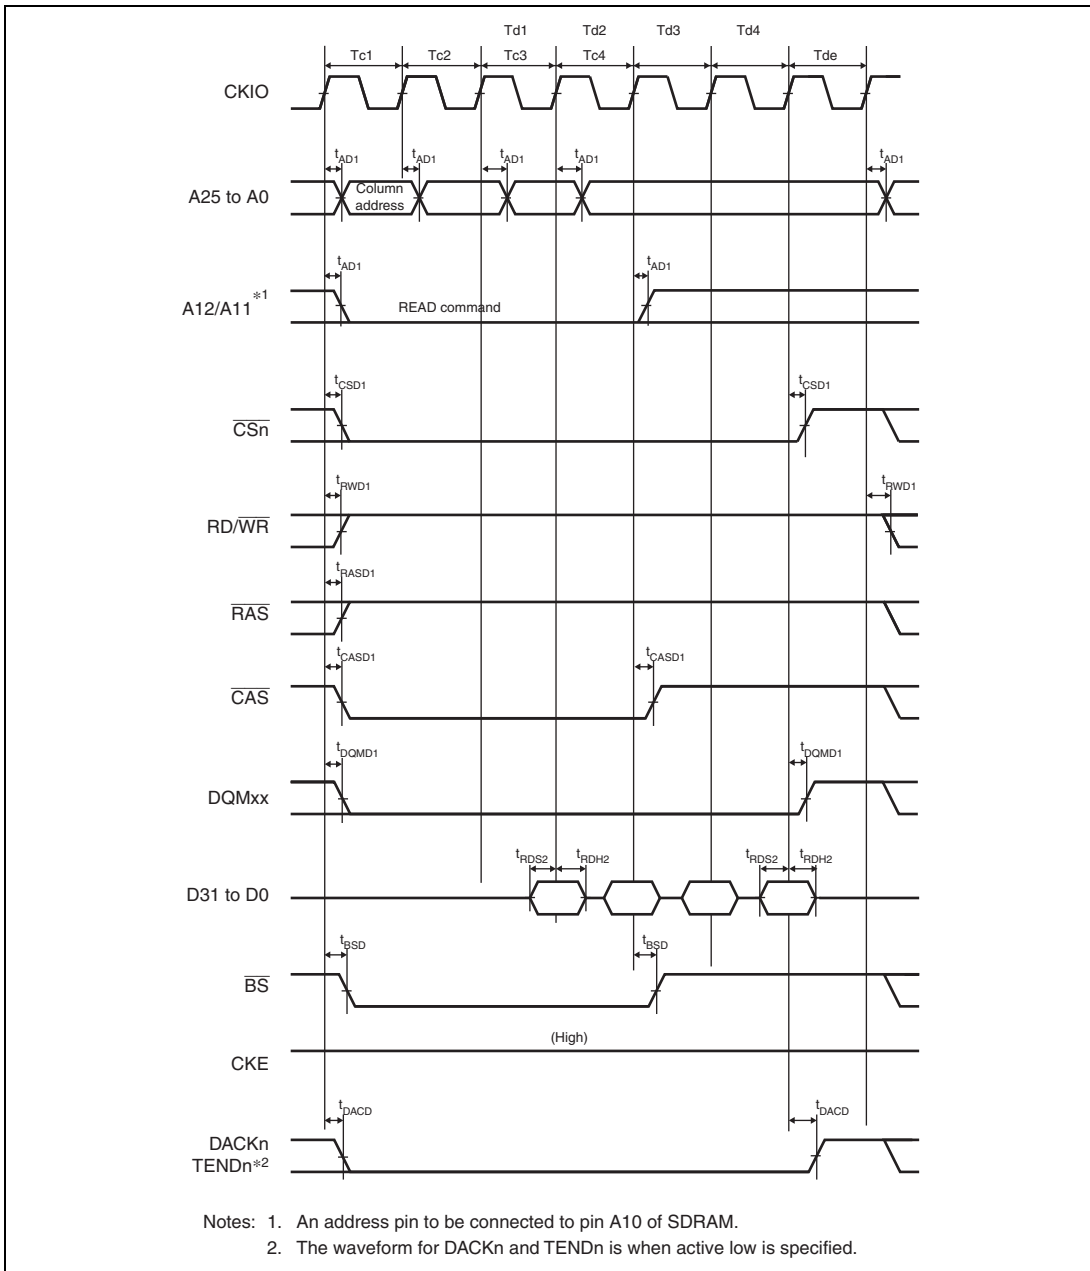 Td1 Td2 Td3 Td4
Tc1 Tc2 Tc3 Tc4 Tde
CKIO
tAD1 tAD1 tAD1 tAD1 tAD1
A25 to A0
Column
address
tAD1 tAD1
A12/A11*1
READ command
tCSD1 tCSD1
CSn
tRWD1 tRWD1
RD/WR
tRASD1
RAS
tCASD1 tCASD1
CAS
tDQMD1 tDQMD1
DQMxx
tRDS2 tRDH2 tRDS2 tRDH2
D31 to D0
tBSD tBSD
BS
(High)
CKE
tDACD tDACD
DACKn
TENDn*2
Notes: 1. An address pin to be connected to pin A10 of SDRAM.
2. The waveform for DACKn and TENDn is when active low is specified.